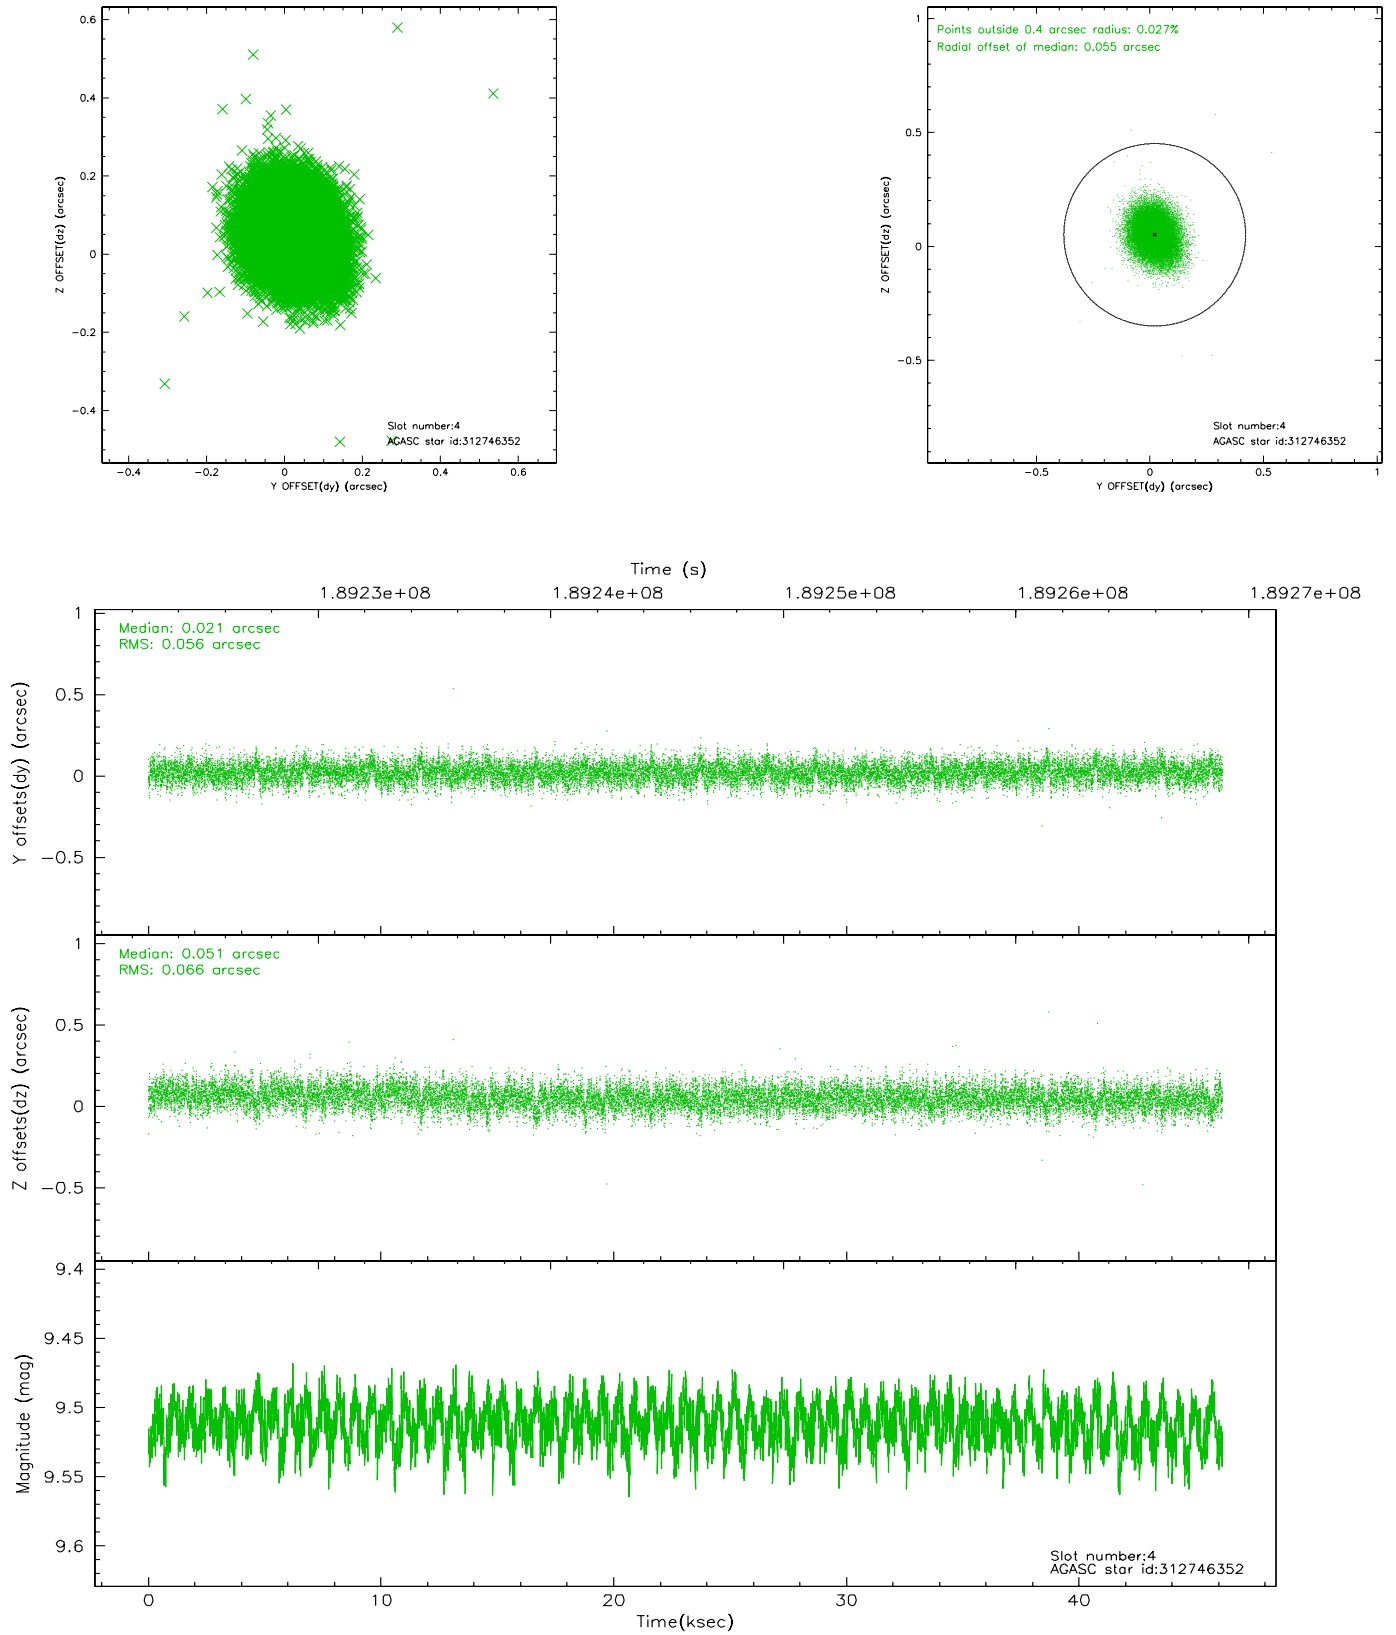 0.6
0.4
0.2
0
−0.2
−0.4
Z OFFSET(dz) (arcsec)
Slot number:4
AGASC star id:312746352
−0.4 −0.2 0 0.2 0.4 0.6
Y OFFSET(dy) (arcsec)
Points outside 0.4 arcsec radius: 0.027%
Radial offset of median: 0.055 arcsec
1
0.5
0
−0.5
Z OFFSET(dz) (arcsec)
Slot number:4
AGASC star id:312746352
−0.5 0 0.5 1
Y OFFSET(dy) (arcsec)
Time (s)
1.8923e+08 1.8924e+08 1.8925e+08 1.8926e+08 1.8927e+08
Median: 0.021 arcsec
RMS: 0.056 arcsec
1
0.5
0
−0.5
Y offsets(dy) (arcsec)
Median: 0.051 arcsec
RMS: 0.066 arcsec
1
0.5
0
−0.5
Z offsets(dz) (arcsec)
9.4
9.45
9.5
9.55
9.6
Magnitude (mag)
Slot number:4
AGASC star id:312746352
0 10 20 30 40
Time(ksec)